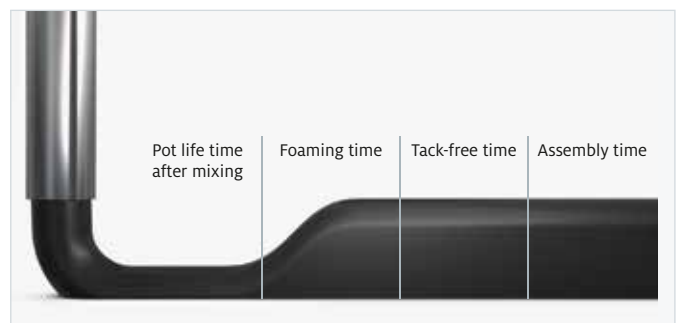 Pot life time
after mixing
Foaming time
Tack-free time
Assembly time